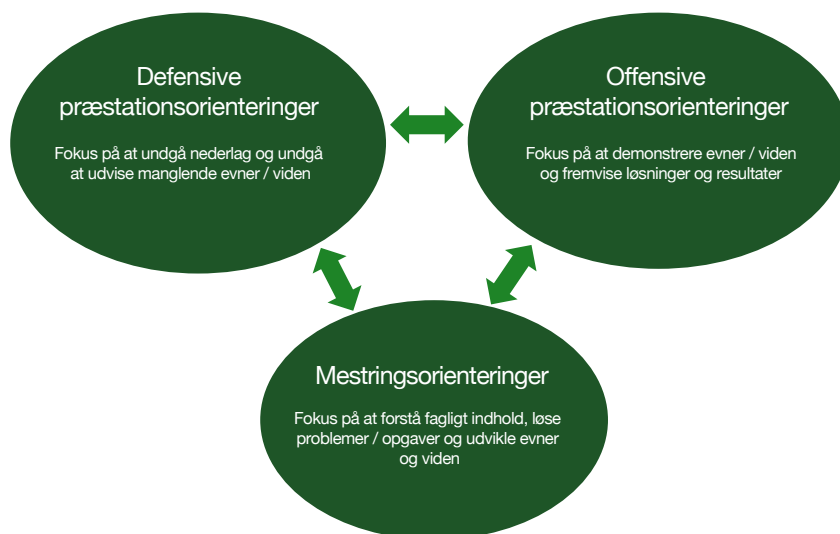 Defensive
præstationsorienteringer
Fokus på at undgå nederlag og undgå
at udvise manglende evner / viden
Offensive
præstationsorienteringer
Fokus på at demonstrere evner / viden
og fremvise løsninger og resultater
Mestringsorienteringer
Fokus på at forstå fagligt indhold, løse
problemer / opgaver og udvikle evner
og viden